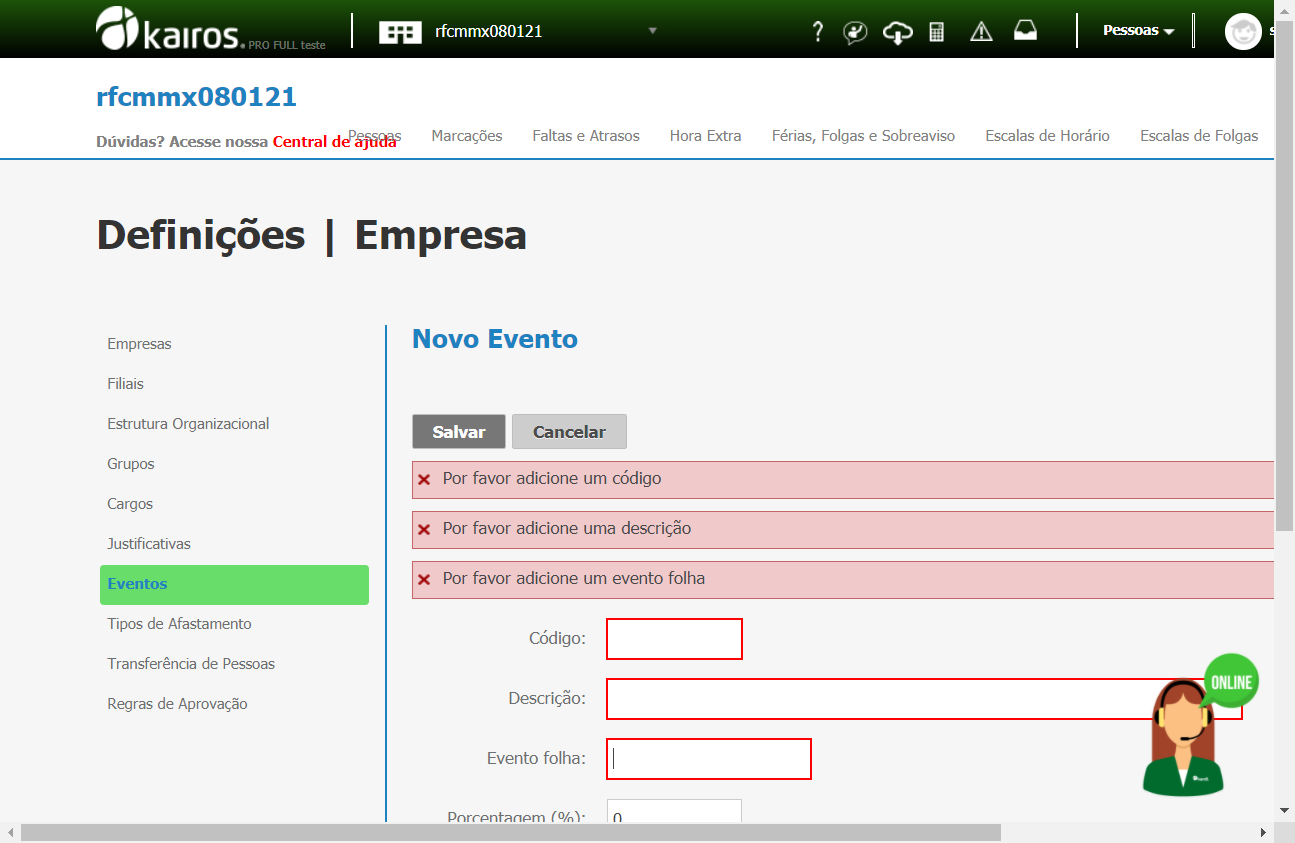 kairos. PRO FULL teste
rfcmmx080121
?
Pessoas
s
rfcmmx080121
Dúvidas? Acesse nossa Central de ajuda
Pessoas Marcações Faltas e Atrasos Hora Extra Férias, Folgas e Sobreaviso Escalas de Horário Escalas de Folgas
Definições | Empresa
Empresas
Filiais
Estrutura Organizacional
Grupos
Cargos
Justificativas
Eventos
Tipos de Afastamento
Transferência de Pessoas
Regras de Aprovação
Novo Evento
Salvar Cancelar
Por favor adicione um código
Por favor adicione uma descrição
Por favor adicione um evento folha
Código:
Descrição:
Evento folha:
Porcentagem (%): 0
ONLINE